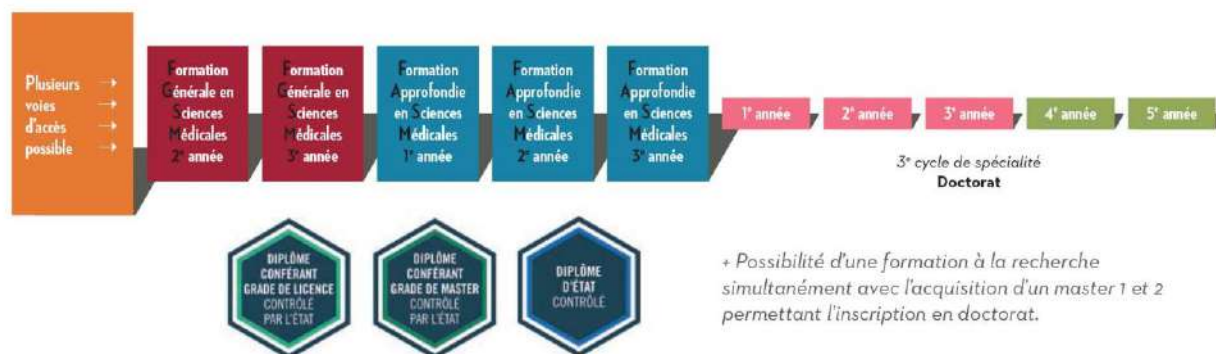 Plusieurs →
voies →
d'accès →
possible →
Formation
Générale en
Sciences
Médicales
2e année
Formation
Générale en
Sciences
Médicales
3e année
Formation
Approfondie
en Sciences
Médicales
1e année
Formation
Approfondie
en Sciences
Médicales
2e année
Formation
Approfondie
en Sciences
Médicales
3e année
1e année
2e année
3e année
4e année
5e année
3e cycle de spécialité
Doctorat
DIPLÔME
CONFÉRANT
GRADE DE LICENCE
CONTRÔLÉ
PAR L'ÉTAT
DIPLÔME
CONFÉRANT
GRADE DE MASTER
CONTRÔLÉ
PAR L'ÉTAT
DIPLÔME
D'ÉTAT
CONTRÔLÉ
+ Possibilité d'une formation à la recherche
simultanément avec l'acquisition d'un master 1 et 2
permettant l'inscription en doctorat.